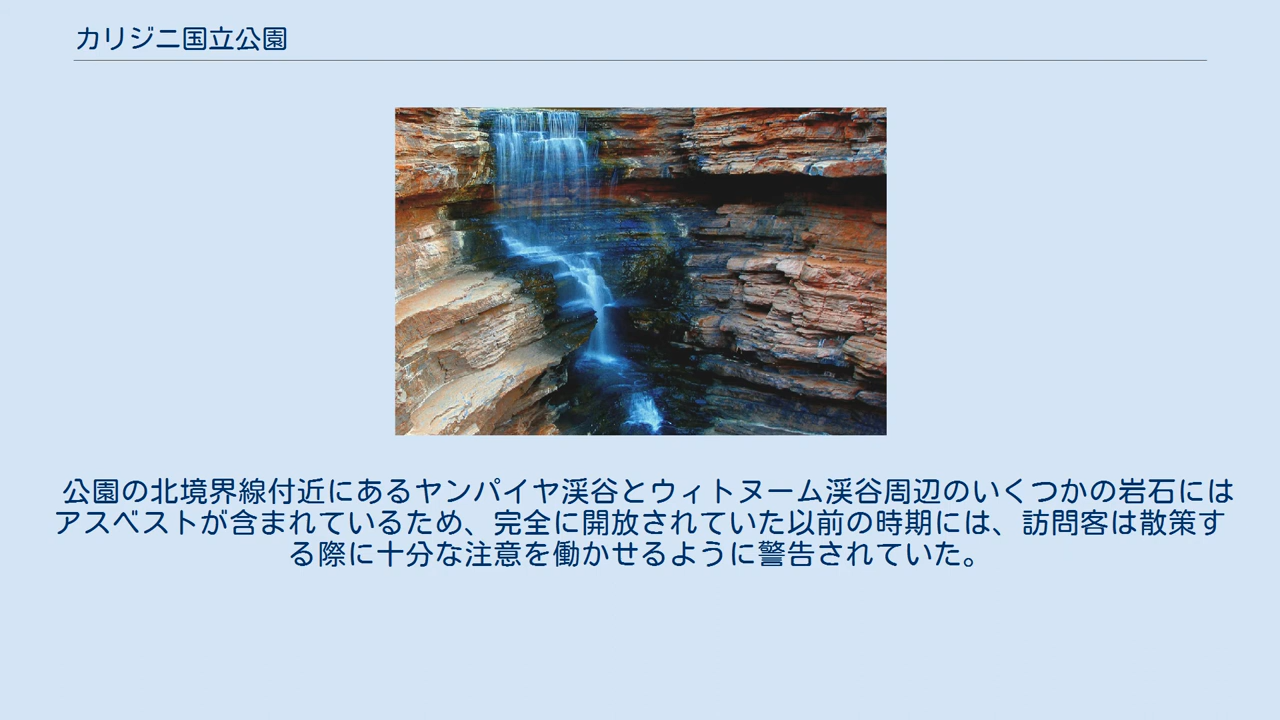 カリジニ国立公園
公園の北境界線付近にあるヤンパイヤ渓谷とウィトヌーム渓谷周辺のいくつかの岩石には
アスベストが含まれているため、完全に開放されていた以前の時期には、訪問客は散策す
る際に十分な注意を働かせるように警告されていた。